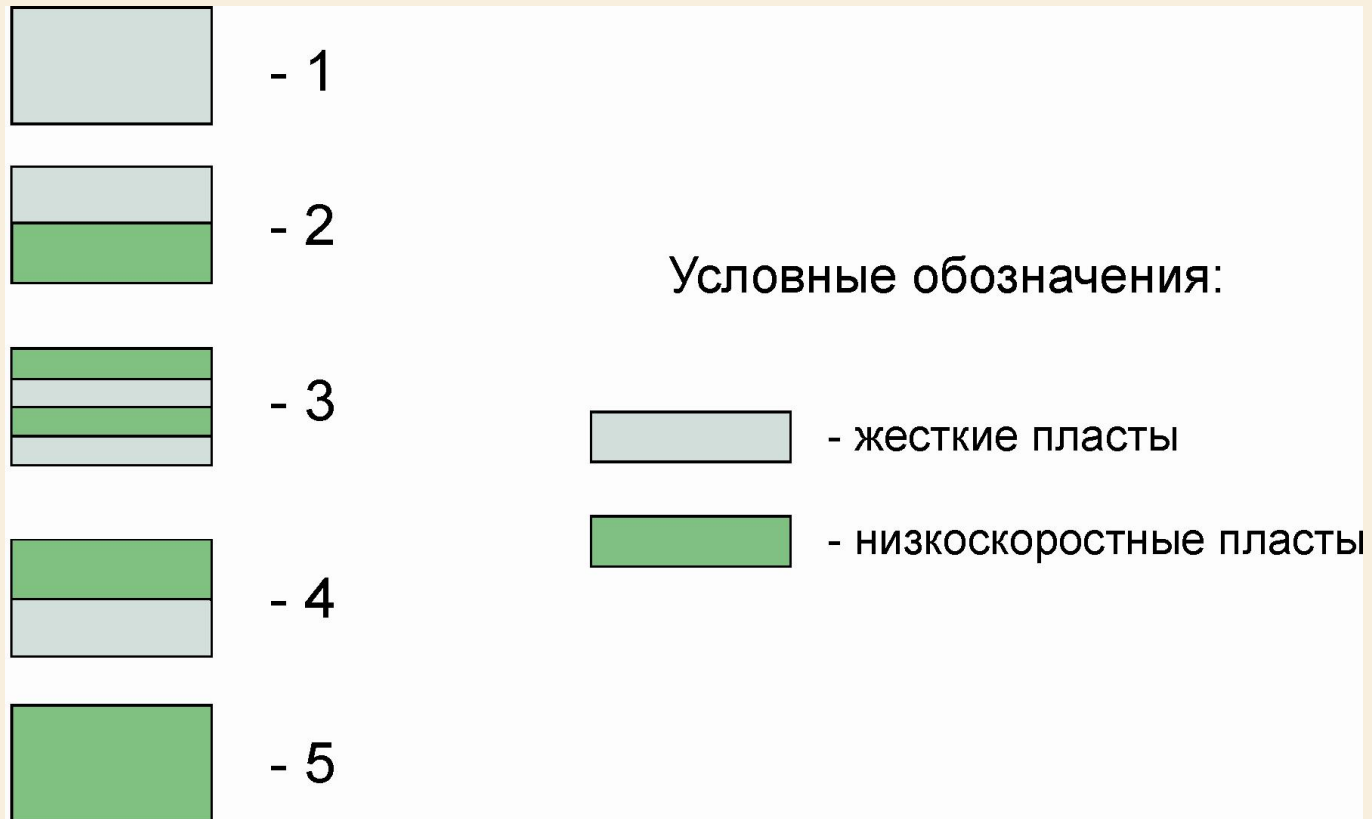 - 1
- 2
Условные обозначения:
- 3
- жесткие пласты
- низкоскоростные пласты
- 4
- 5